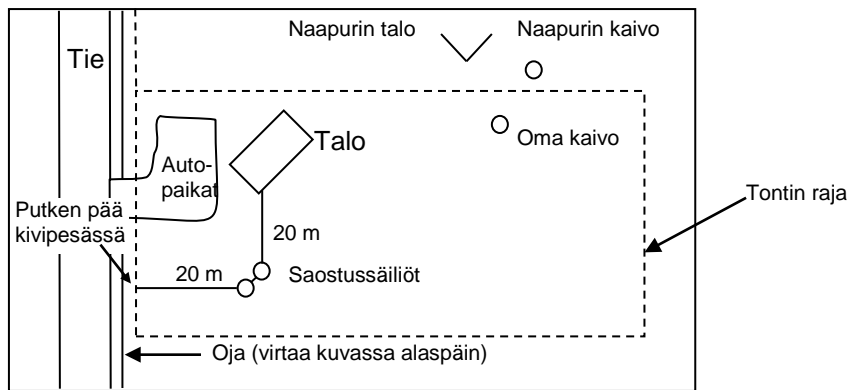 Naapurin talo
Naapurin kaivo
Tie
Talo
Oma kaivo
Auto-
paikat
Tontin raja
Putken pää
kivipesässä
20 m
20 m
Saostussäiliöt
Oja (virtaa kuvassa alaspäin)